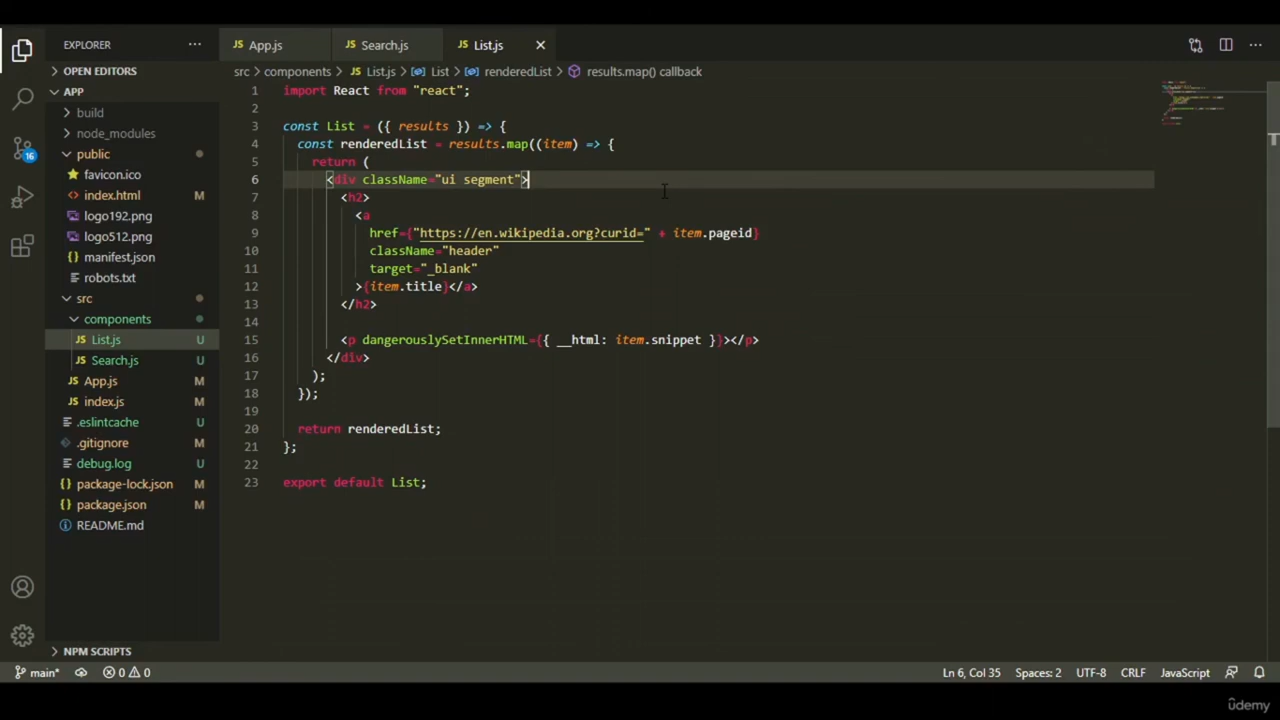 EXPLORER
App.js
Search.js
List.js
OPEN EDITORS
src
components
List.js
List
renderedList
results.map() callback
APP
build
node_modules
public
favicon.ico
index.html
logo192.png
logo512.png
manifest.json
robots.txt
src
components
List.js U
Search.js U
App.js M
index.js M
.eslintcache U
.gitignore M
debug.log U
package-lock.json M
package.json M
README.md
NPM SCRIPTS
16
1 import React from "react";
2
3 const List = ({ results }) => {
4 const renderedList = results.map((item) => {
5 return (
6 <div className="ui segment">
7 <h2>
8 <a
9 href={"https://en.wikipedia.org?curid=" + item.pageid}
10 className="header"
11 target="_blank"
12 >{item.title}</a>
13 </h2>
14
15 <p dangerouslySetInnerHTML={{ __html: item.snippet }}></p>
16 </div>
17 );
18 });
19
20 return renderedList;
21 };
22
23 export default List;
main* 0 0 Ln 6, Col 35 Spaces: 2 UTF-8 CRLF JavaScript
ûdemy